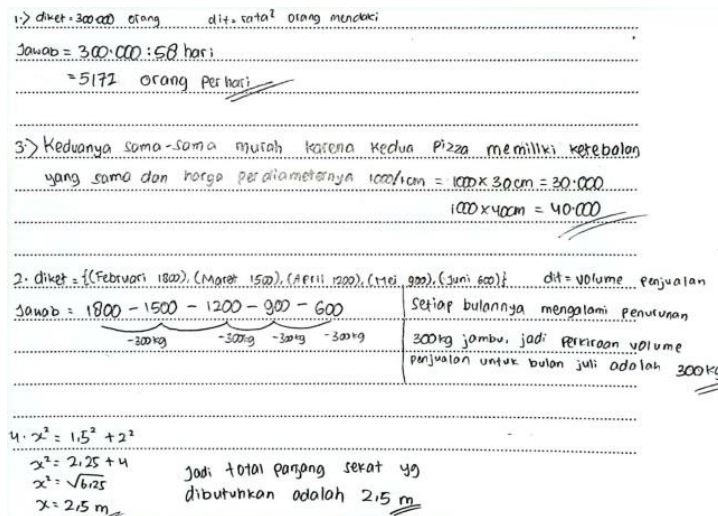 1.> diket = 300.000 orang dit = rata² orang mendaki
Jawab = 300.000 : 58 hari
= 5172 orang per hari
3.> Keduanya sama-sama murah karena kedua Pizza memiliki ketebalan
yang sama dan harga perdiameternya 1000/1cm = 1000 x 30 cm = 30.000
1000 x 40cm = 40.000
2. diket = {(Februari 1800), (Maret 1500), (April 1200), (Mei 900), (Juni 600)} dit = volume penjualan
Jawab = 1800 - 1500 - 1200 - 900 - 600
-300kg -300kg -300kg -300kg
Setiap bulannya mengalami penurunan
300kg jambu, jadi perkiraan volume
penjualan untuk bulan juli adalah 300kg
4. x² = 1,5² + 2²
x² = 2,25 + 4
x² = √6,25
x = 2,5 m
Jadi total panjang sekat yg
dibutuhkan adalah 2,5 m